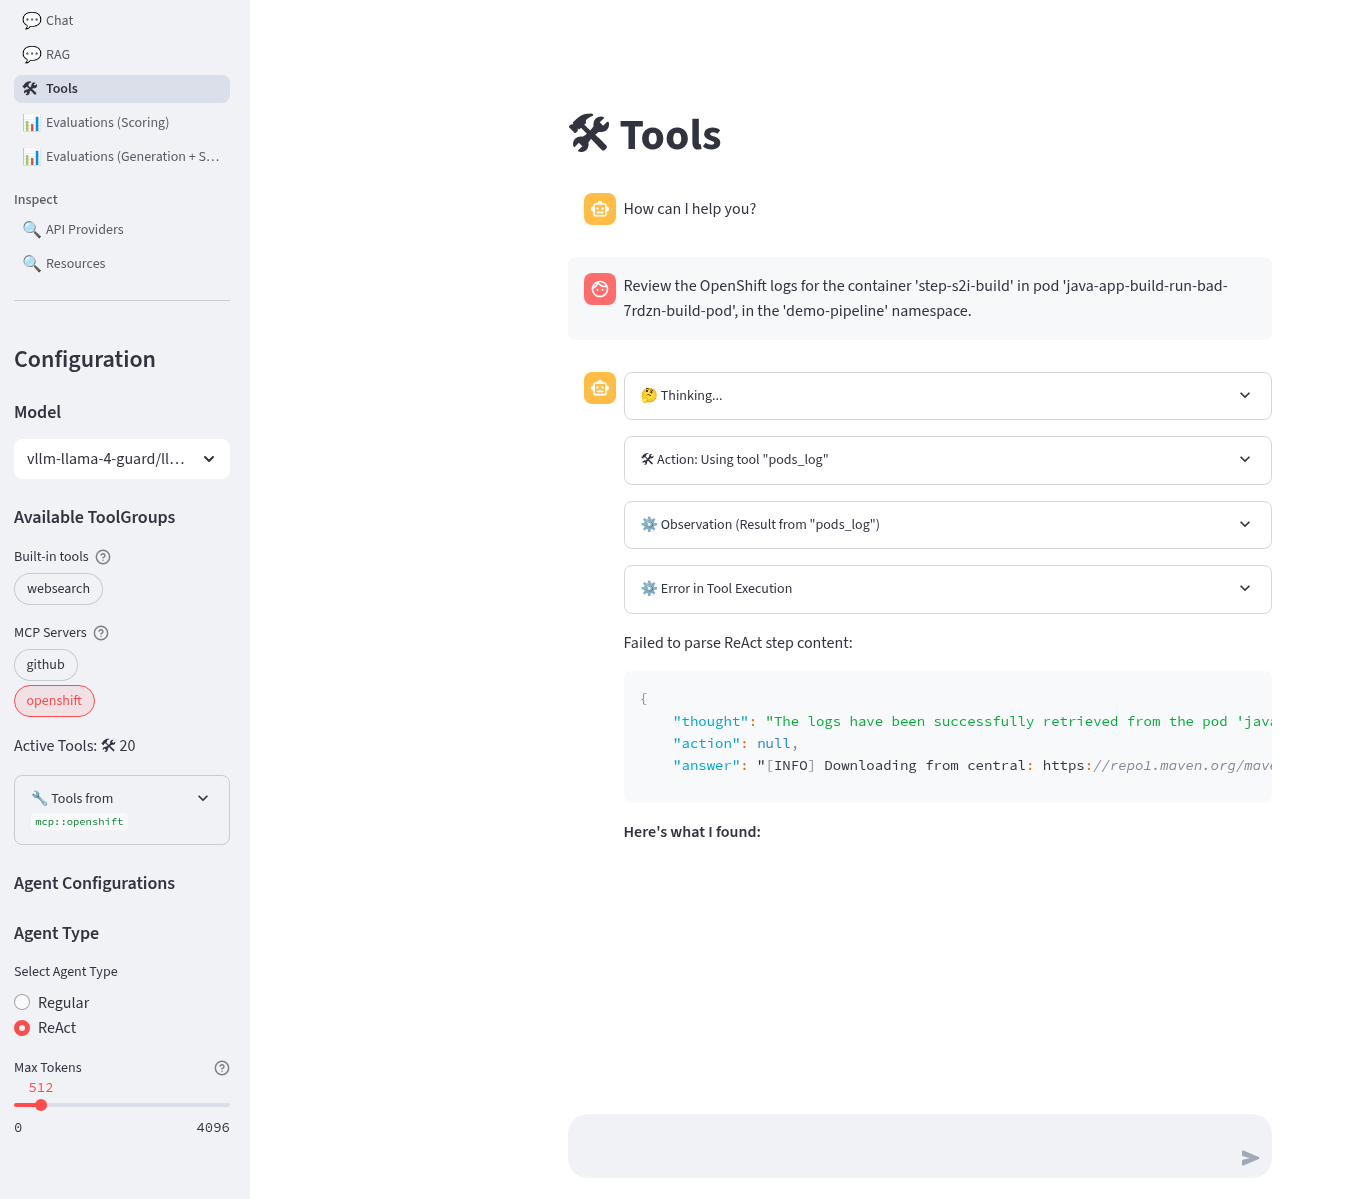 Chat
RAG
Tools
Evaluations (Scoring)
Evaluations (Generation + S…
Inspect
API Providers
Resources
Configuration
Model
vllm-llama-4-guard/ll…
Available ToolGroups
Built-in tools
websearch
MCP Servers
github
openshift
Active Tools: 20
Tools from
mcp::openshift
Agent Configurations
Agent Type
Select Agent Type
Regular
ReAct
Max Tokens
512
0 4096
Tools
How can I help you?
Review the OpenShift logs for the container 'step-s2i-build' in pod 'java-app-build-run-bad-
7rdzn-build-pod', in the 'demo-pipeline' namespace.
Thinking...
Action: Using tool "pods_log"
Observation (Result from "pods_log")
Error in Tool Execution
Failed to parse ReAct step content:
{
"thought": "The logs have been successfully retrieved from the pod 'java
"action": null,
"answer": "[INFO] Downloading from central: https://repo1.maven.org/mave
Here's what I found: